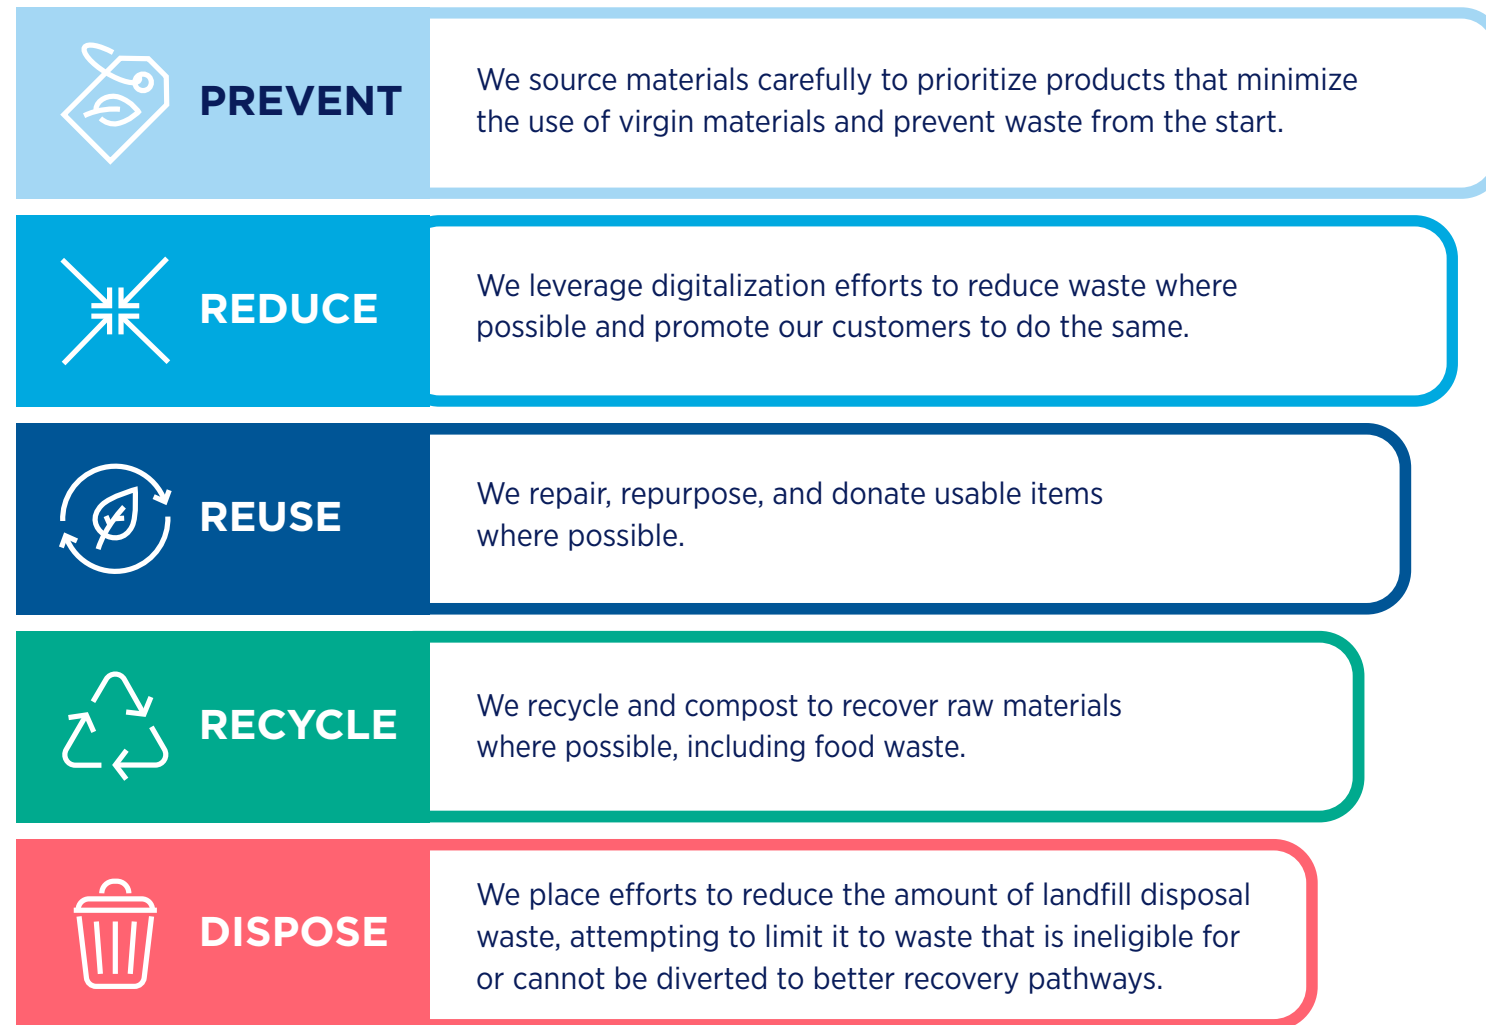 PREVENT
We source materials carefully to prioritize products that minimize
the use of virgin materials and prevent waste from the start.
REDUCE
We leverage digitalization efforts to reduce waste where
possible and promote our customers to do the same.
REUSE
We repair, repurpose, and donate usable items
where possible.
RECYCLE
We recycle and compost to recover raw materials
where possible, including food waste.
DISPOSE
We place efforts to reduce the amount of landfill disposal
waste, attempting to limit it to waste that is ineligible for
or cannot be diverted to better recovery pathways.